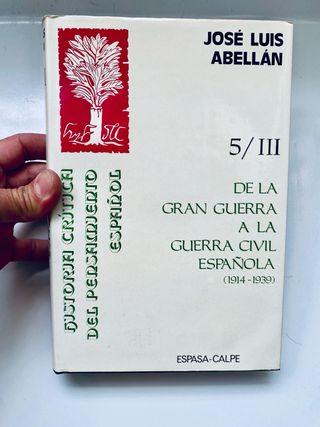 JOSÉ LUIS
ABELLÁN
5/III
DE LA
GRAN GUERRA
A LA
GUERRA CIVIL
ESPAÑOLA
(1914-1939)
HISTORIA CRÍTICA
DEL PENSAMIENTO
ESPAÑOL
ESPASA-CALPE